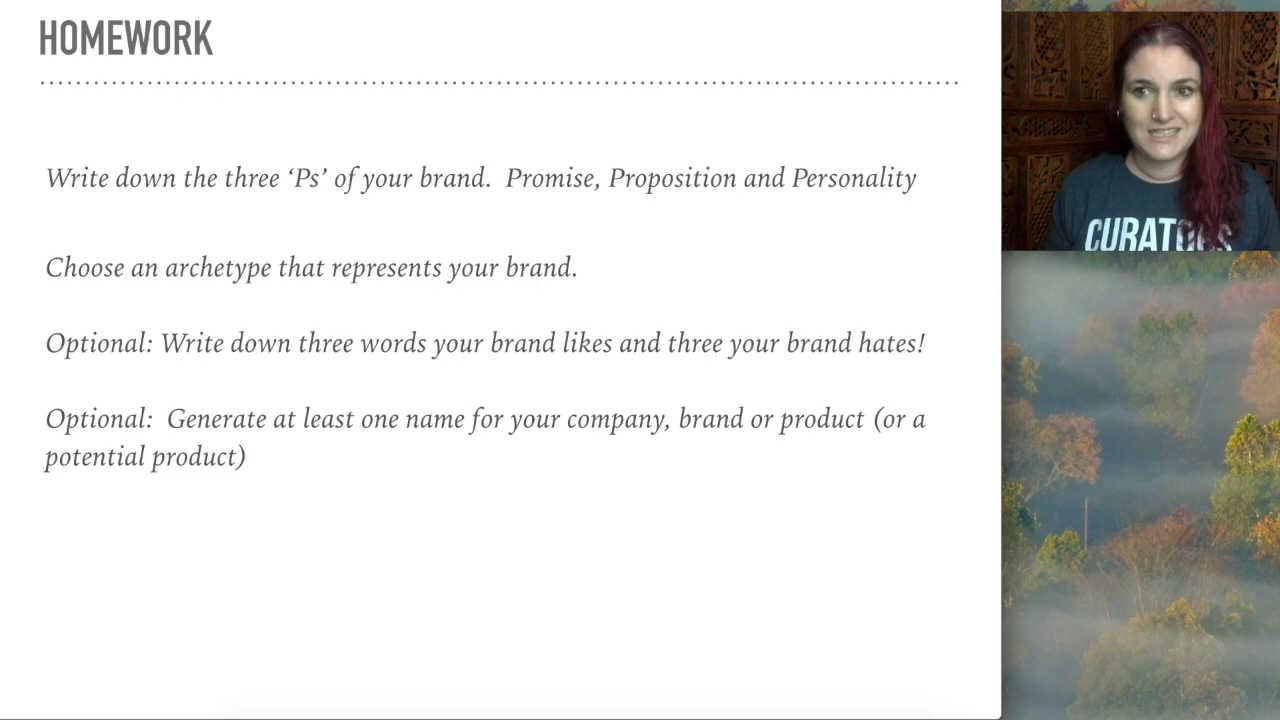 HOMEWORK
Write down the three ‘Ps’ of your brand.  Promise, Proposition and Personality
Choose an archetype that represents your brand.
Optional: Write down three words your brand likes and three your brand hates!
Optional:  Generate at least one name for your company, brand or product (or a
potential product)